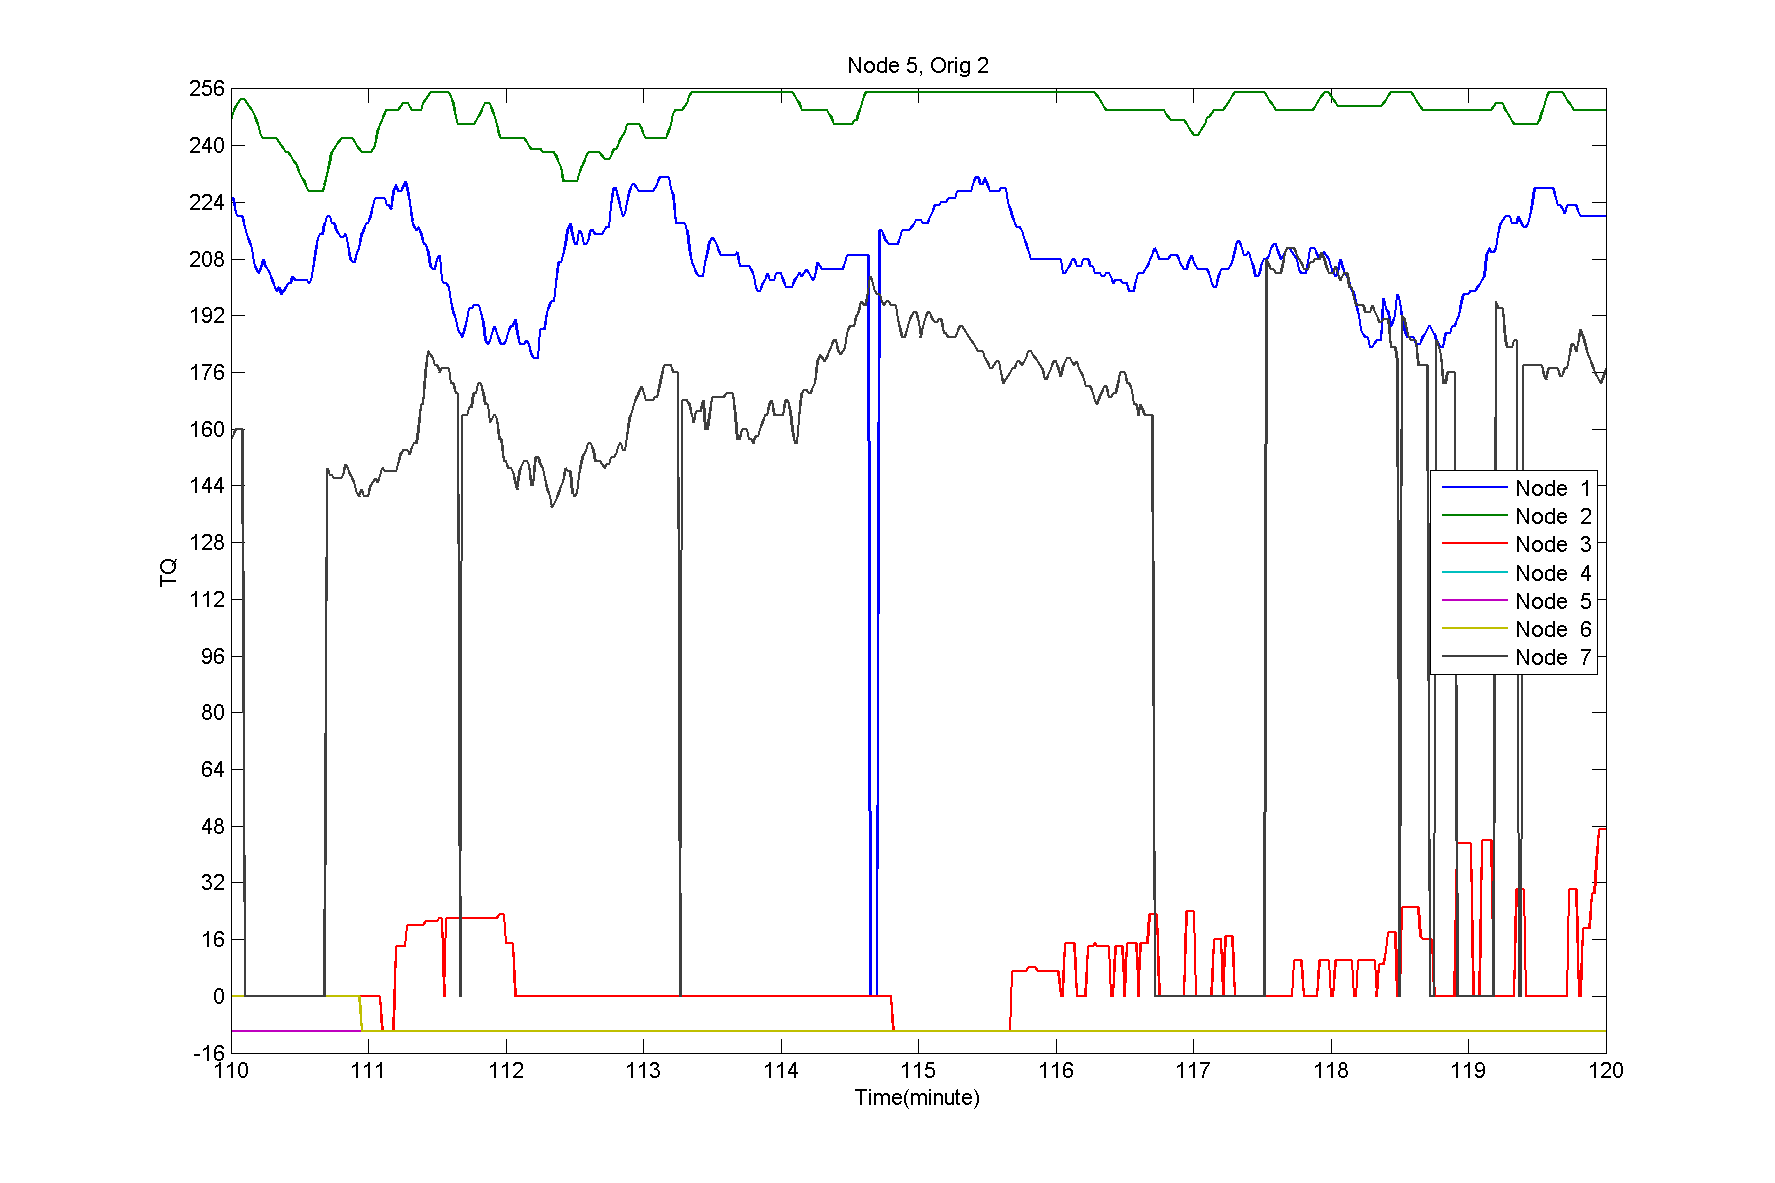 Node 5, Orig 2
256
240
224
208
192
176
160
144
128
112
96
80
64
48
32
16
0
-16
TQ
Node 1
Node 2
Node 3
Node 4
Node 5
Node 6
Node 7
110 111 112 113 114 115 116 117 118 119 120
Time(minute)